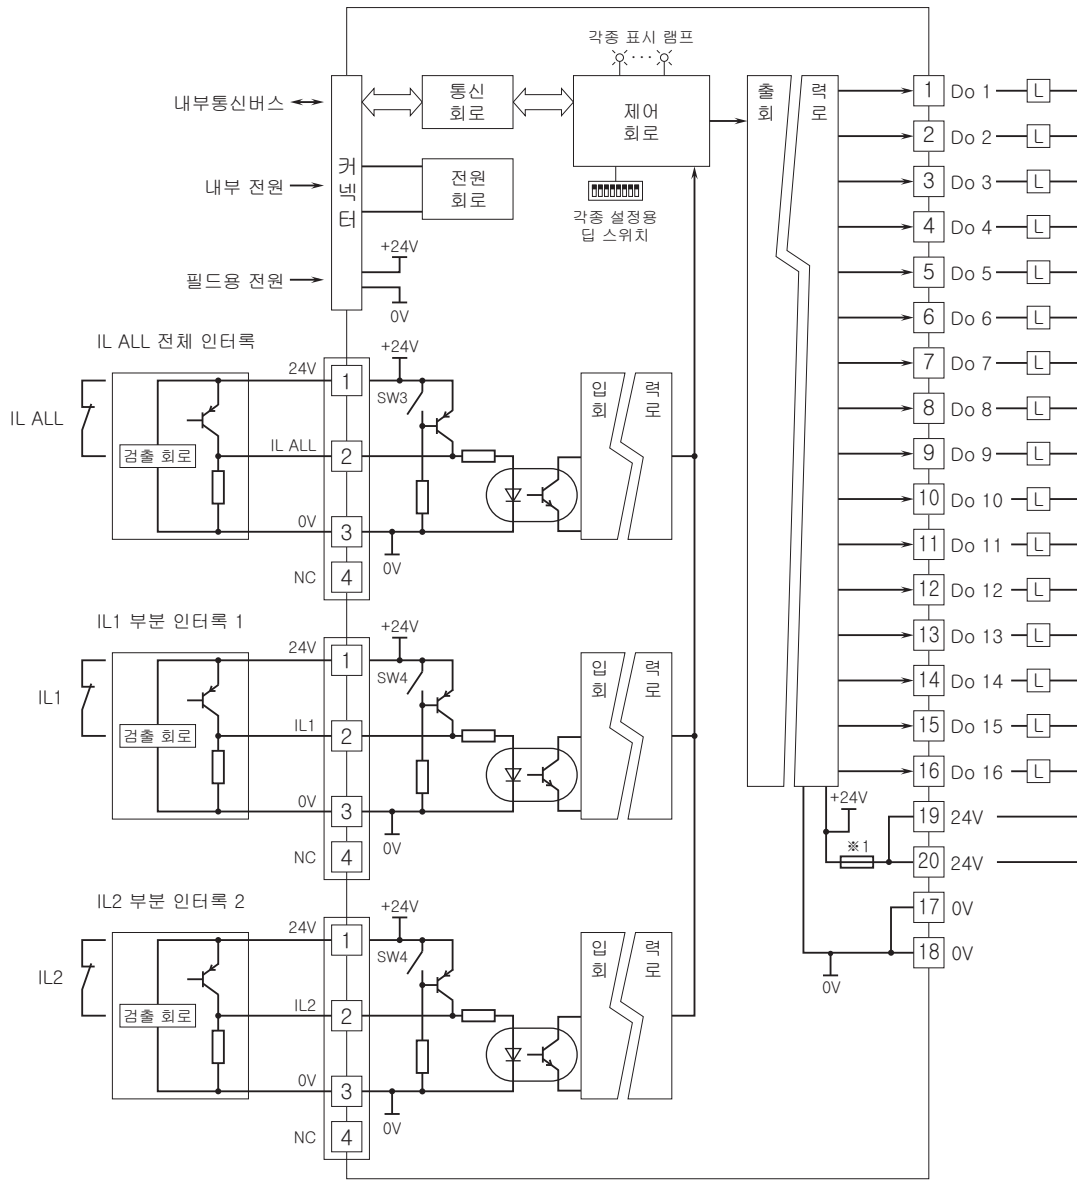 각종 표시 램프
내부통신버스
통신
회로
제어
회로
출 력
회 로
내부 전원
커
넥
터
전원
회로
각종 설정용
딥 스위치
필드용 전원
+24V
0V
IL ALL 전체 인터록
24V
1
+24V
SW3
IL ALL
IL ALL
2
검출 회로
0V
3
0V
NC
4
입 력
회 로
IL1 부분 인터록 1
24V
1
+24V
SW4
IL1
IL1
2
검출 회로
0V
3
0V
NC
4
입 력
회 로
IL2 부분 인터록 2
24V
1
+24V
SW4
IL2
IL2
2
검출 회로
0V
3
0V
NC
4
입 력
회 로
1 Do 1 L
2 Do 2 L
3 Do 3 L
4 Do 4 L
5 Do 5 L
6 Do 6 L
7 Do 7 L
8 Do 8 L
9 Do 9 L
10 Do 10 L
11 Do 11 L
12 Do 12 L
13 Do 13 L
14 Do 14 L
15 Do 15 L
16 Do 16 L
+24V
19 24V
※1
20 24V
17 0V
18 0V
0V